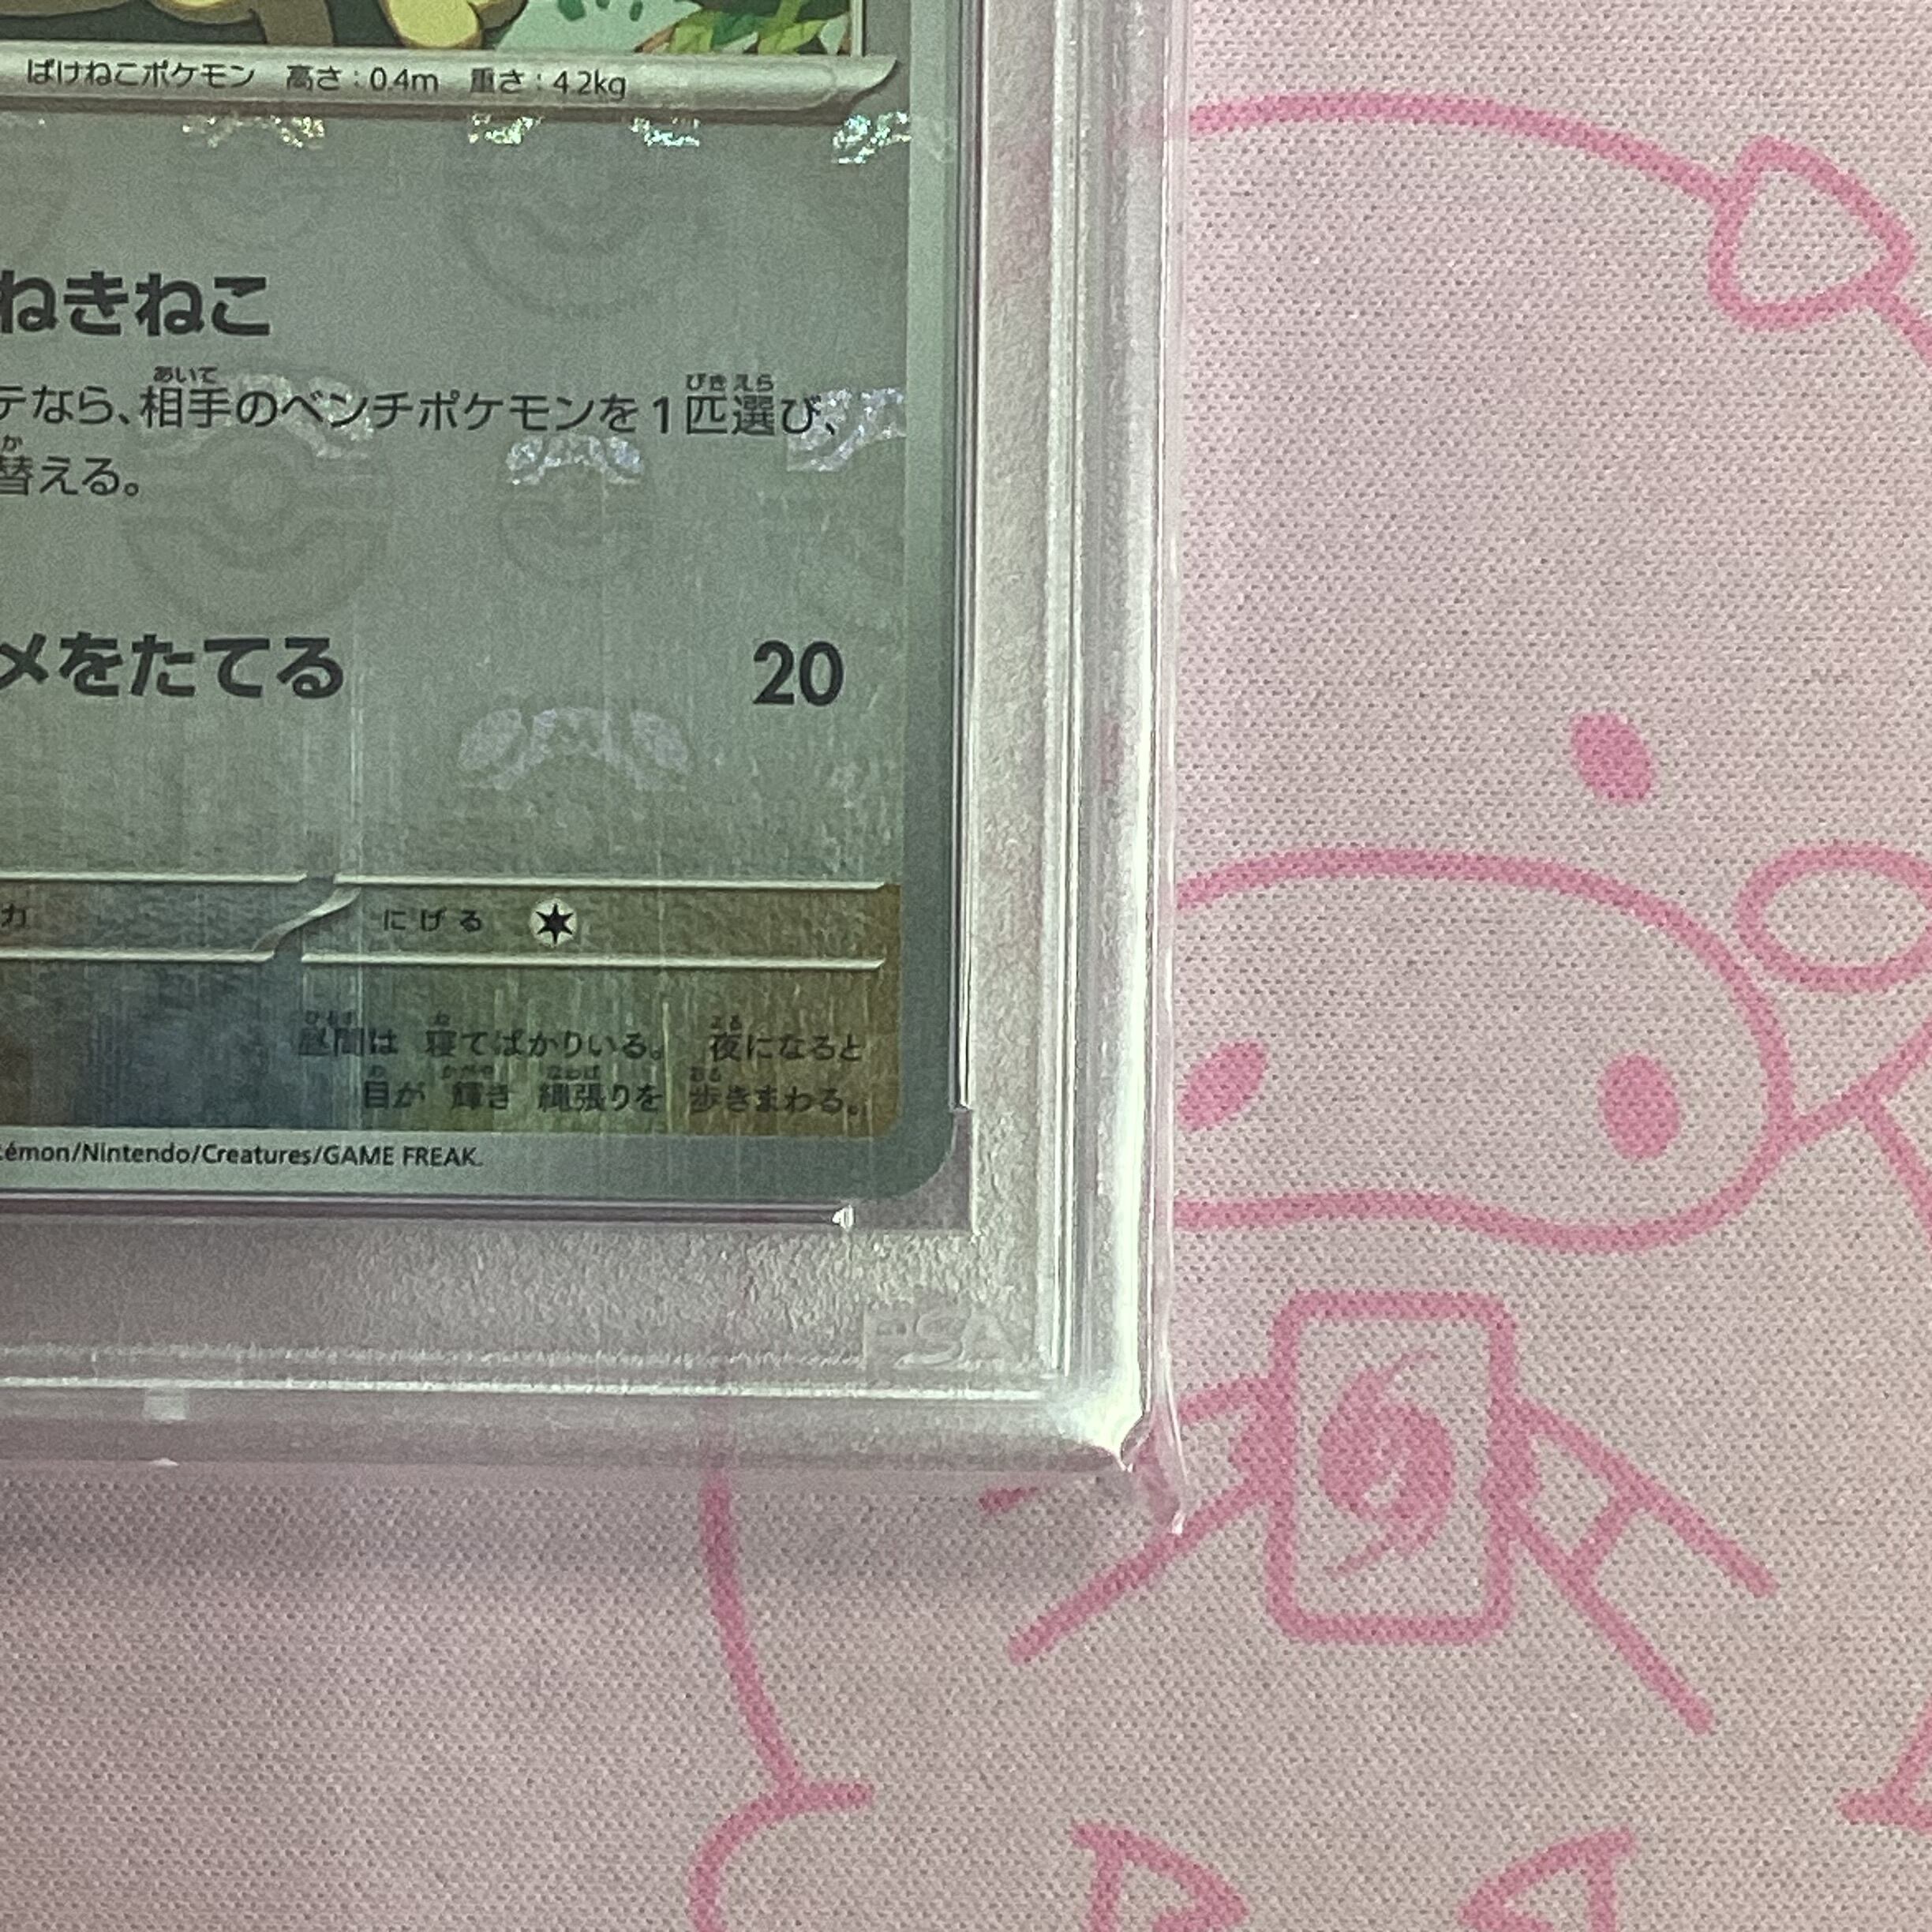 ばけねこポケモン 高さ：0.4m 重さ：4.2kg
ねきねこ
あいて びき えら
テなら、相手のベンチポケモンを1匹選び、
か
替える。
メをたてる 20
力 にげる
ひるま ね よる
昼間は 寝てばかりいる。 夜になると
め かがや なわば ある
目が 輝き 縄張りを 歩きまわる。
kémon/Nintendo/Creatures/GAME FREAK.
PSA